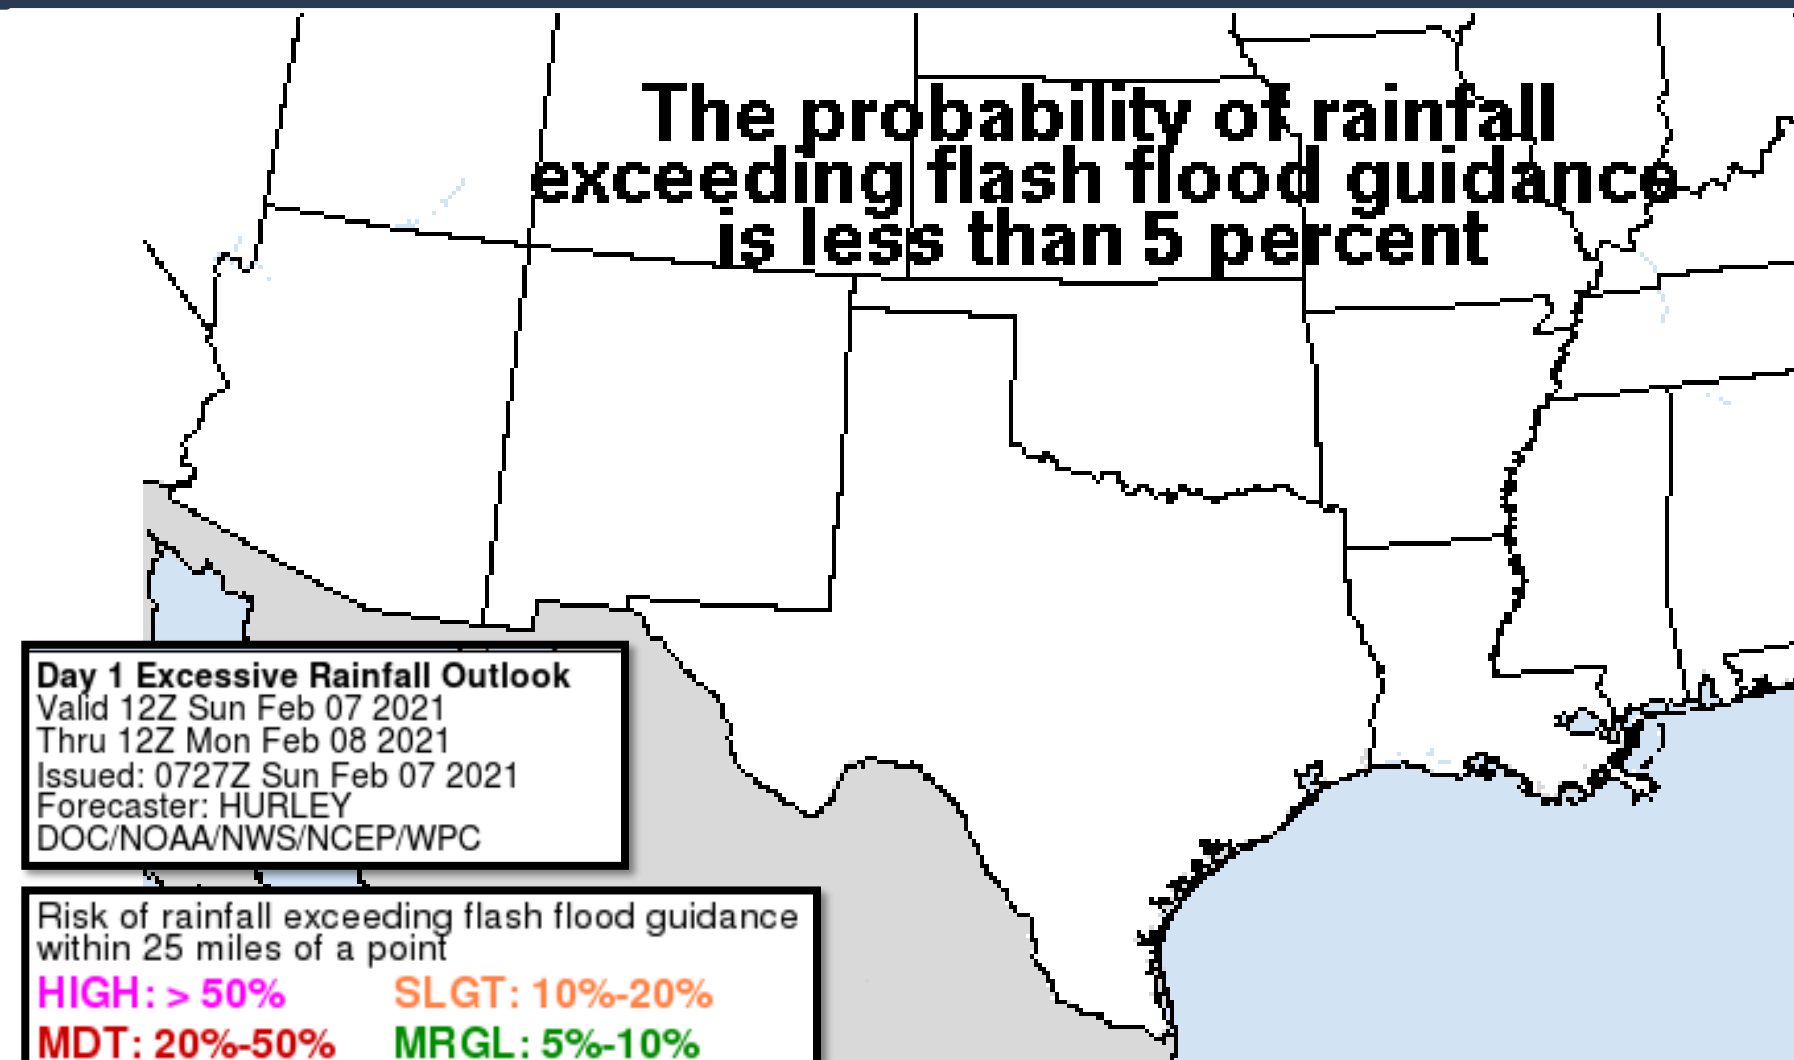 The probability of rainfall
exceeding flash flood guidance
is less than 5 percent
Day 1 Excessive Rainfall Outlook
Valid 12Z Sun Feb 07 2021
Thru 12Z Mon Feb 08 2021
Issued: 0727Z Sun Feb 07 2021
Forecaster: HURLEY
DOC/NOAA/NWS/NCEP/WPC
Risk of rainfall exceeding flash flood guidance
within 25 miles of a point
HIGH: > 50% SLGT: 10%-20%
MDT: 20%-50% MRGL: 5%-10%